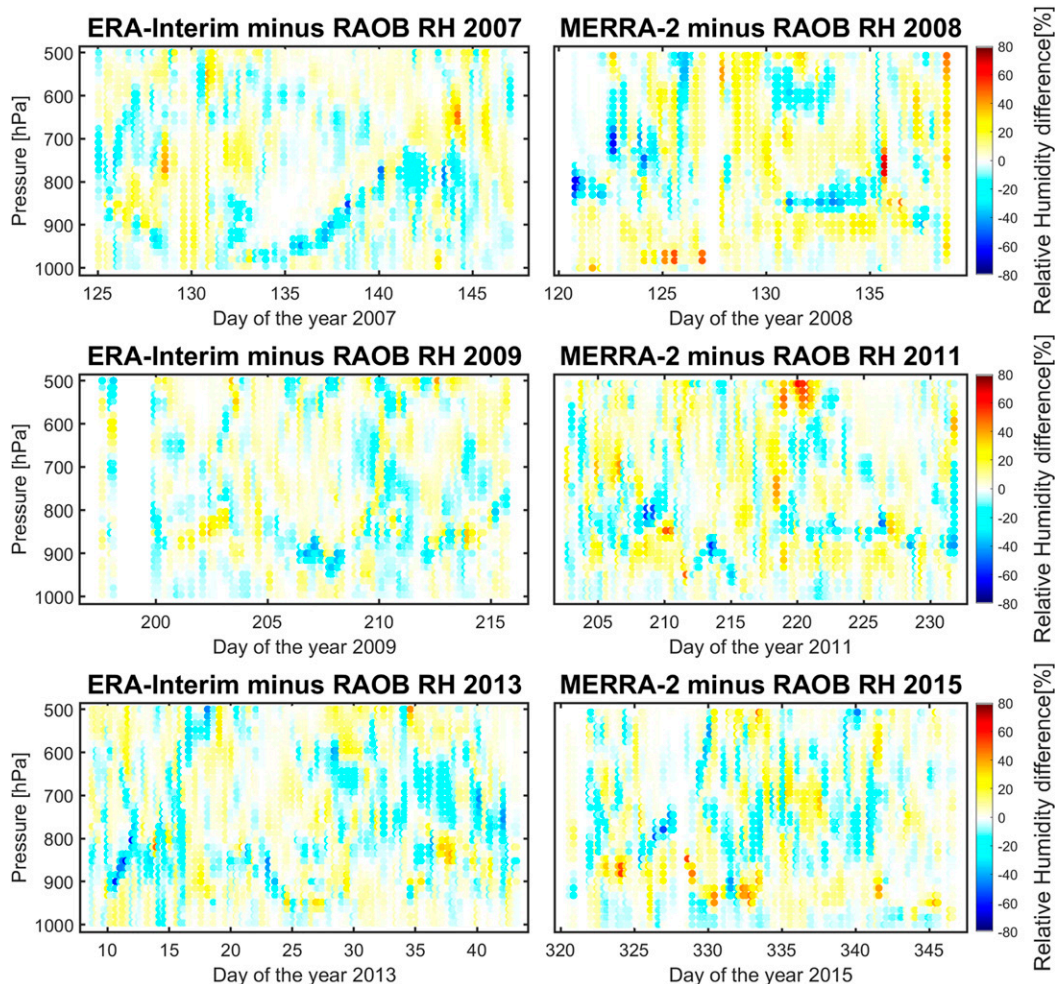 ERA-Interim minus RAOB RH 2007
500
600
700
800
900
1000
Pressure [hPa]
125 130 135 140 145
Day of the year 2007
MERRA-2 minus RAOB RH 2008
120 125 130 135
Day of the year 2008
80
60
40
20
0
-20
-40
-60
-80
Relative Humidity difference[%]
ERA-Interim minus RAOB RH 2009
500
600
700
800
900
1000
Pressure [hPa]
200 205 210 215
Day of the year 2009
MERRA-2 minus RAOB RH 2011
205 210 215 220 225 230
Day of the year 2011
80
60
40
20
0
-20
-40
-60
-80
Relative Humidity difference[%]
ERA-Interim minus RAOB RH 2013
500
600
700
800
900
1000
Pressure [hPa]
10 15 20 25 30 35 40
Day of the year 2013
MERRA-2 minus RAOB RH 2015
320 325 330 335 340 345
Day of the year 2015
80
60
40
20
0
-20
-40
-60
-80
Relative Humidity difference[%]